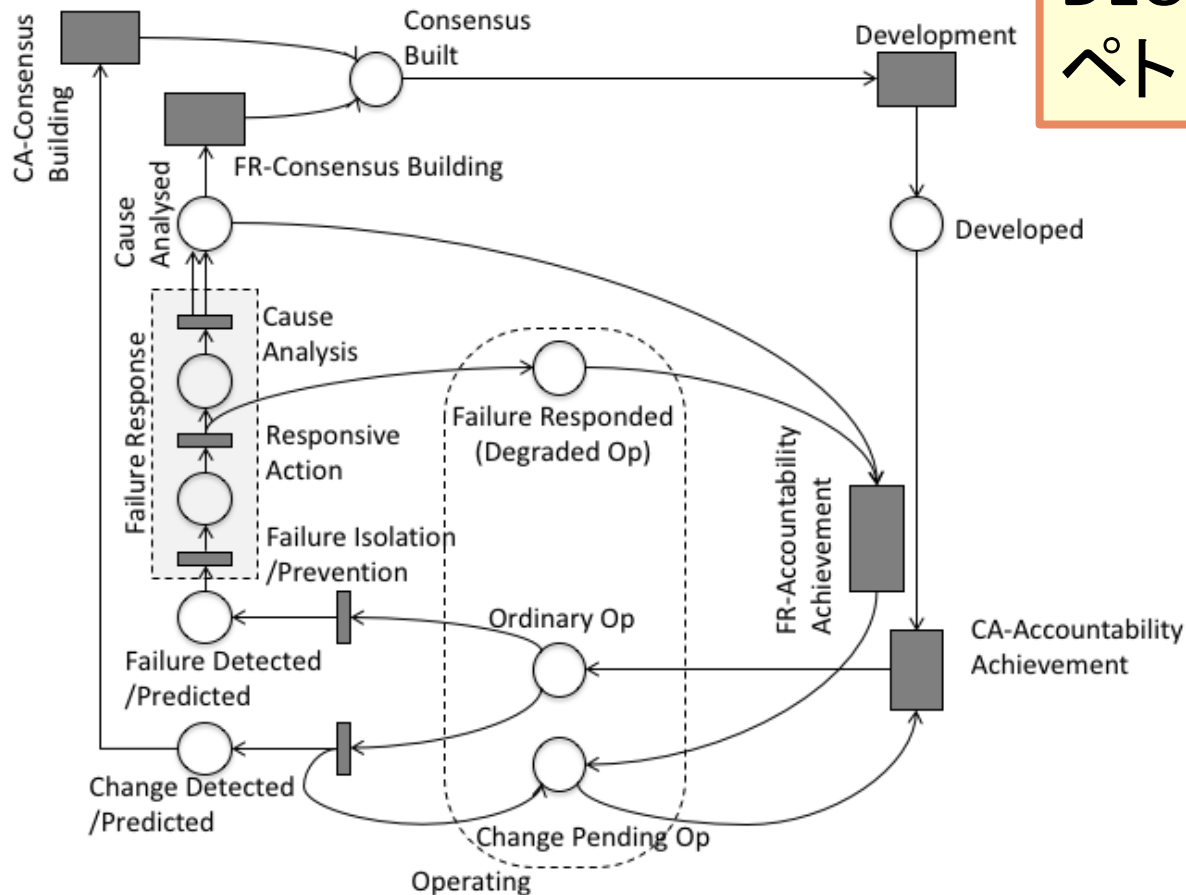 CA-Consensus
Building
Consensus
Built
Development
ペト
FR-Consensus Building
Cause
Analysed
Developed
Failure Response
Cause
Analysis
Responsive
Action
Failure Isolation
/Prevention
Failure Responded
(Degraded Op)
FR-Accountability
Achievement
Ordinary Op
CA-Accountability
Achievement
Failure Detected
/Predicted
Change Detected
/Predicted
Change Pending Op
Operating